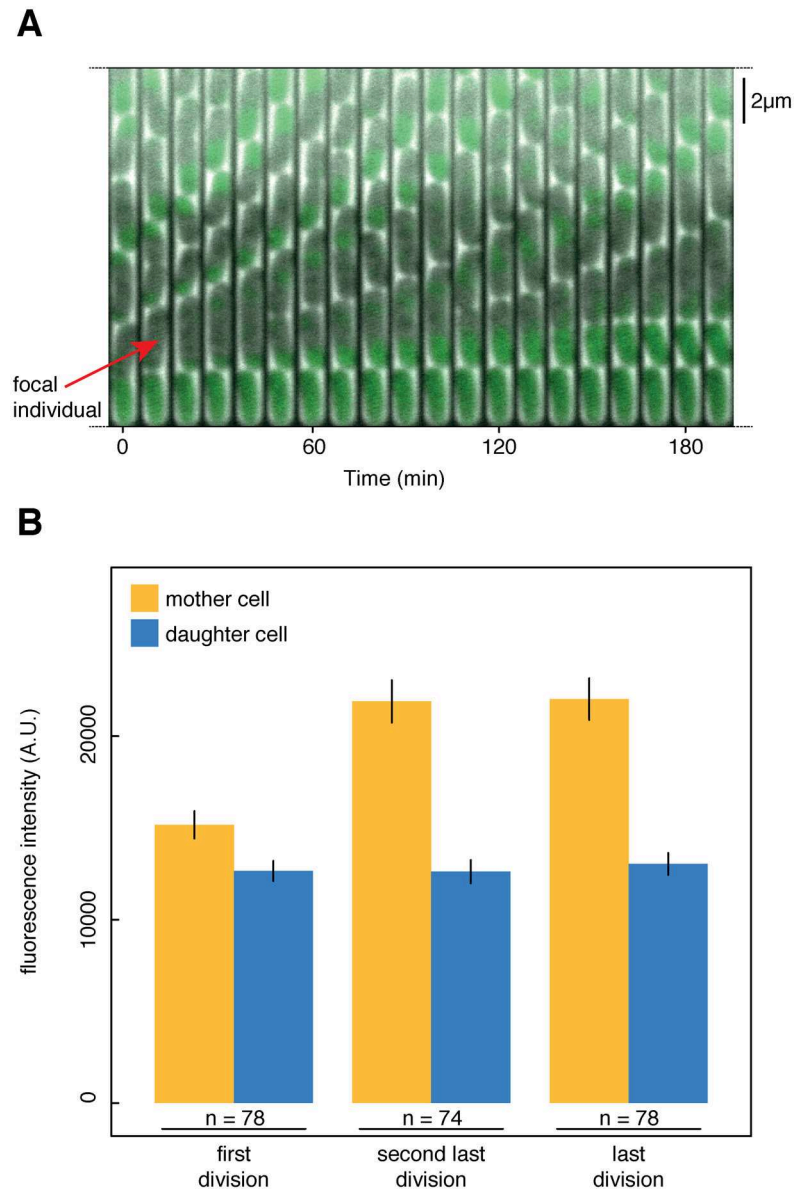 A
2μm
focal
individual
0 60 120 180
Time (min)
B
mother cell
daughter cell
fluorescence intensity (A.U.)
20000
10000
0
n = 78 n = 74 n = 78
first second last last
division division division